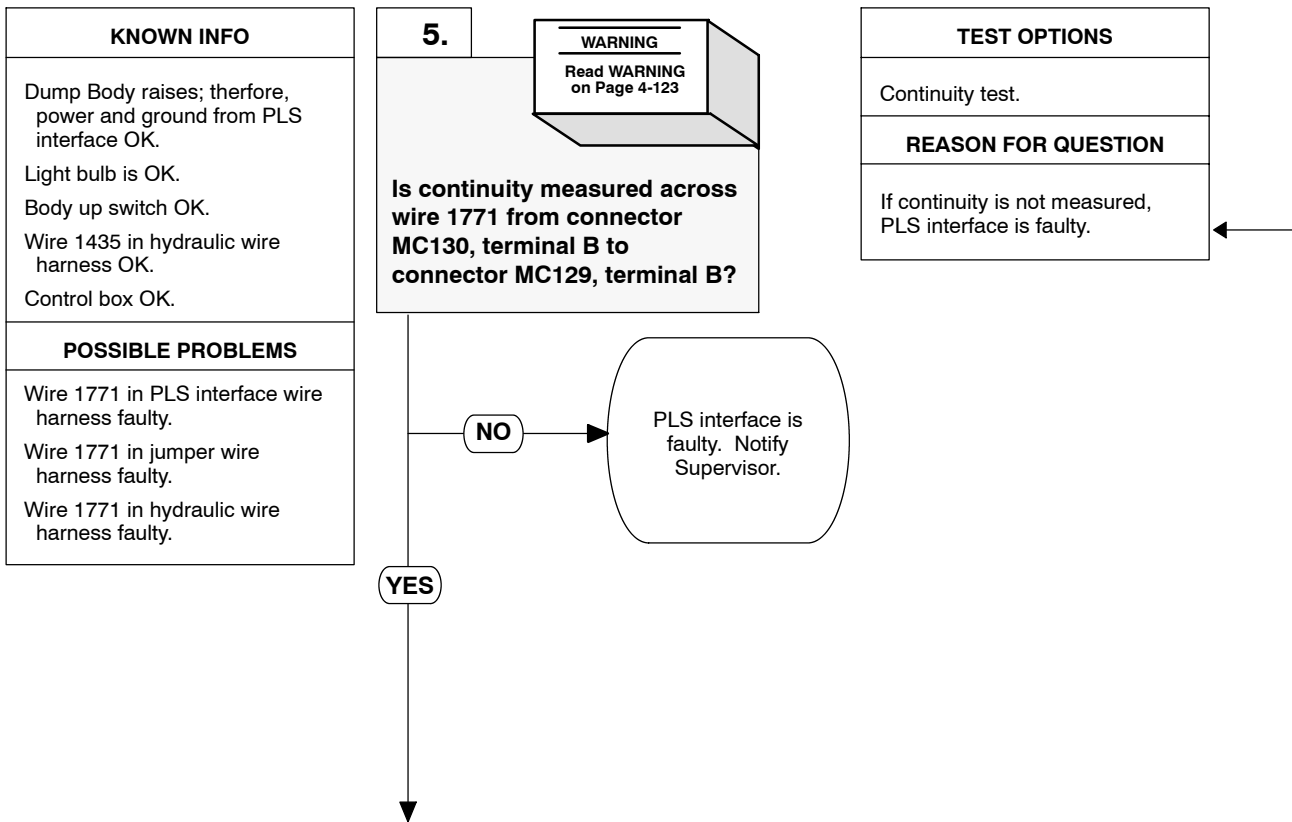 KNOWN INFO
Dump Body raises; therfore,
power and ground from PLS
interface OK.
Light bulb is OK.
Body up switch OK.
Wire 1435 in hydraulic wire
harness OK.
Control box OK.
POSSIBLE PROBLEMS
Wire 1771 in PLS interface wire
harness faulty.
Wire 1771 in jumper wire
harness faulty.
Wire 1771 in hydraulic wire
harness faulty.
5.
WARNING
Read WARNING
on Page 4-123
Is continuity measured across
wire 1771 from connector
MC130, terminal B to
connector MC129, terminal B?
NO
PLS interface is
faulty. Notify
Supervisor.
YES
TEST OPTIONS
Continuity test.
REASON FOR QUESTION
If continuity is not measured,
PLS interface is faulty.